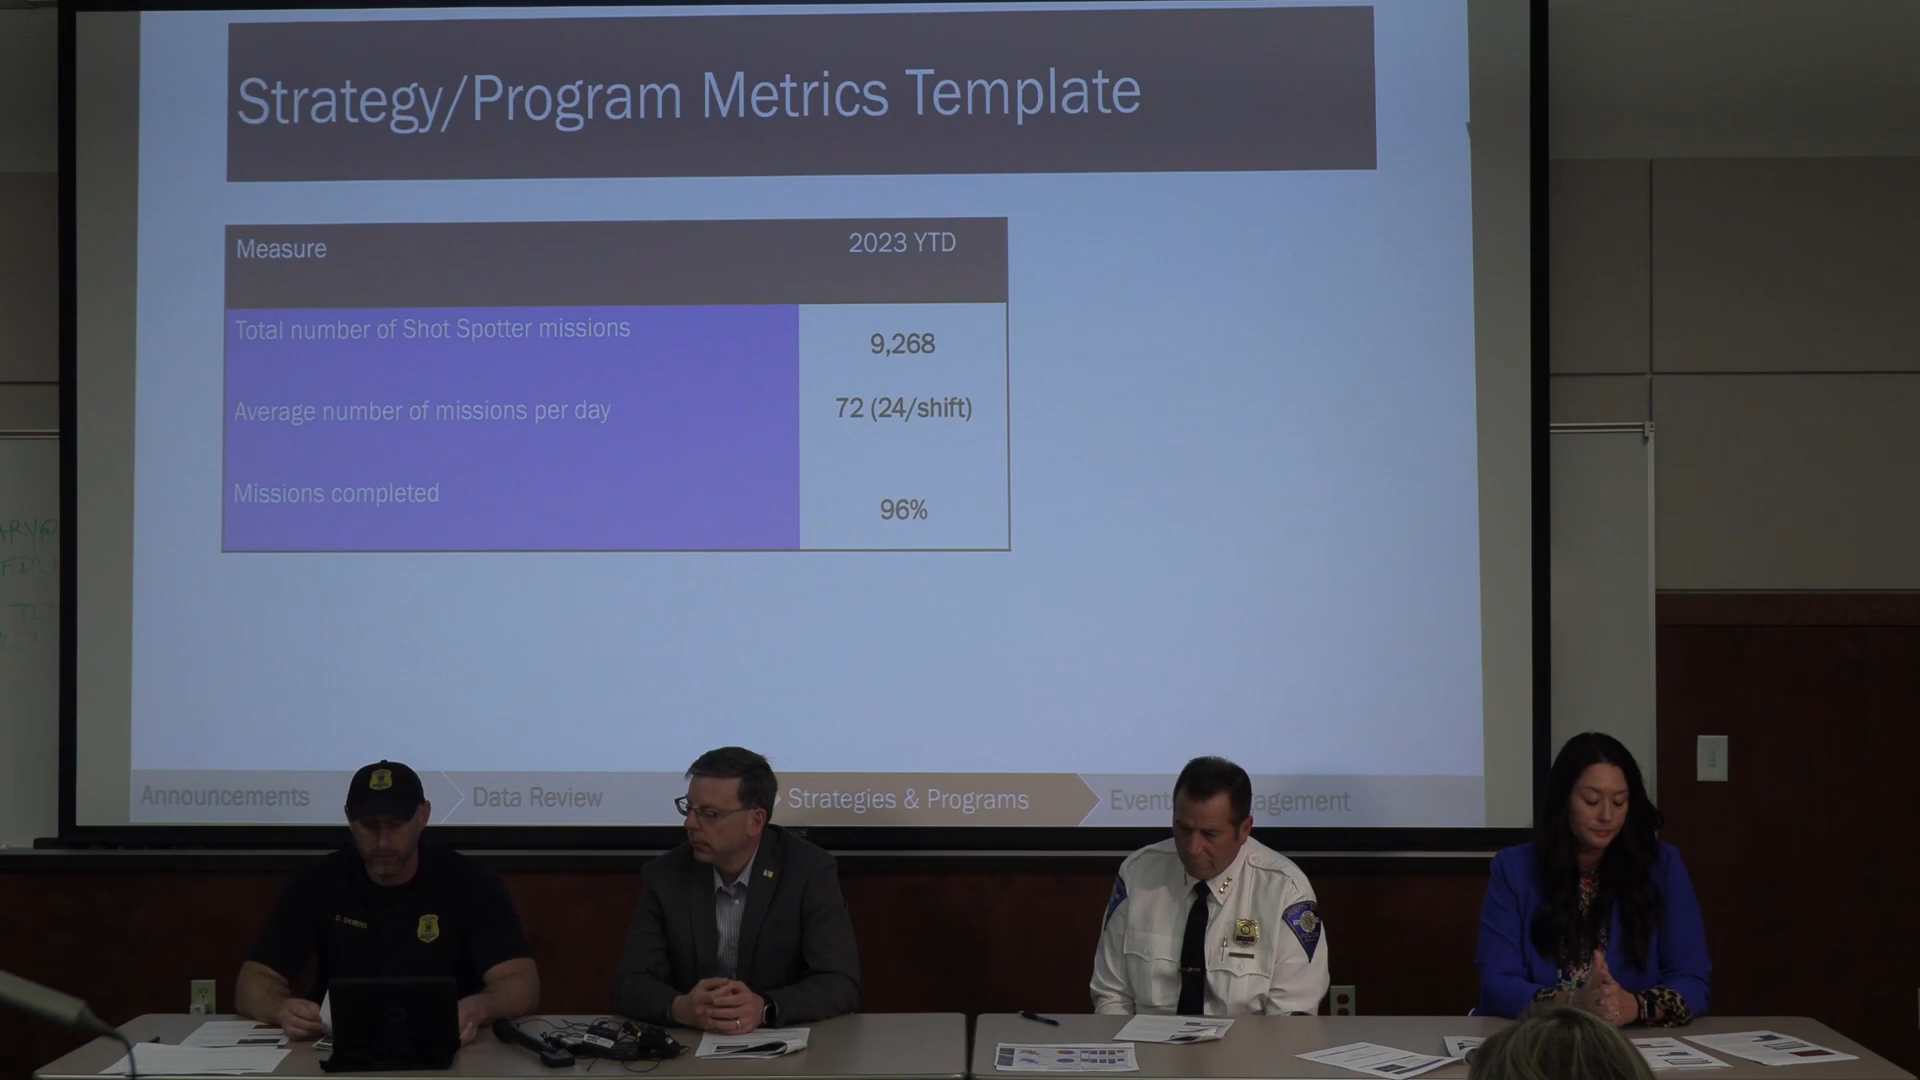 Strategy/Program Metrics Template
Measure 2023 YTD
Total number of Shot Spotter missions 9,268
Average number of missions per day 72 (24/shift)
Missions completed 96%
Announcements Data Review Strategies & Programs Event agement